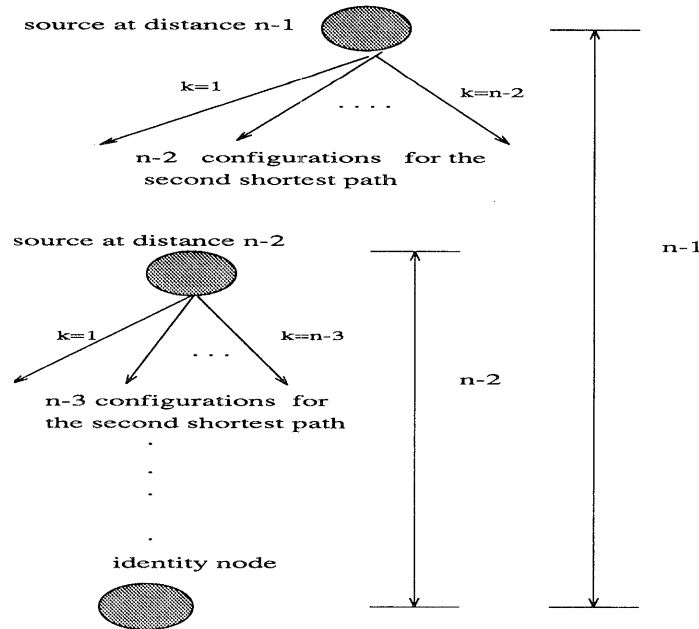 source at distance n-1
k=1
k=n-2
. . . .
n-2 configurations for the
second shortest path
n-1
source at distance n-2
k=1
k=n-3
. . .
n-2
n-3 configurations for
the second shortest path
identity node